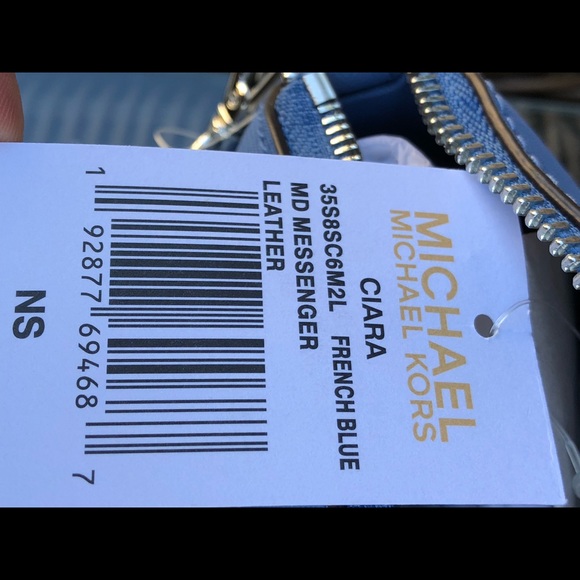 MICHAEL
MICHAEL KORS
CIARA
35S8SC6M2L FRENCH BLUE
MD MESSENGER
LEATHER
1 92877 69468 7
NS